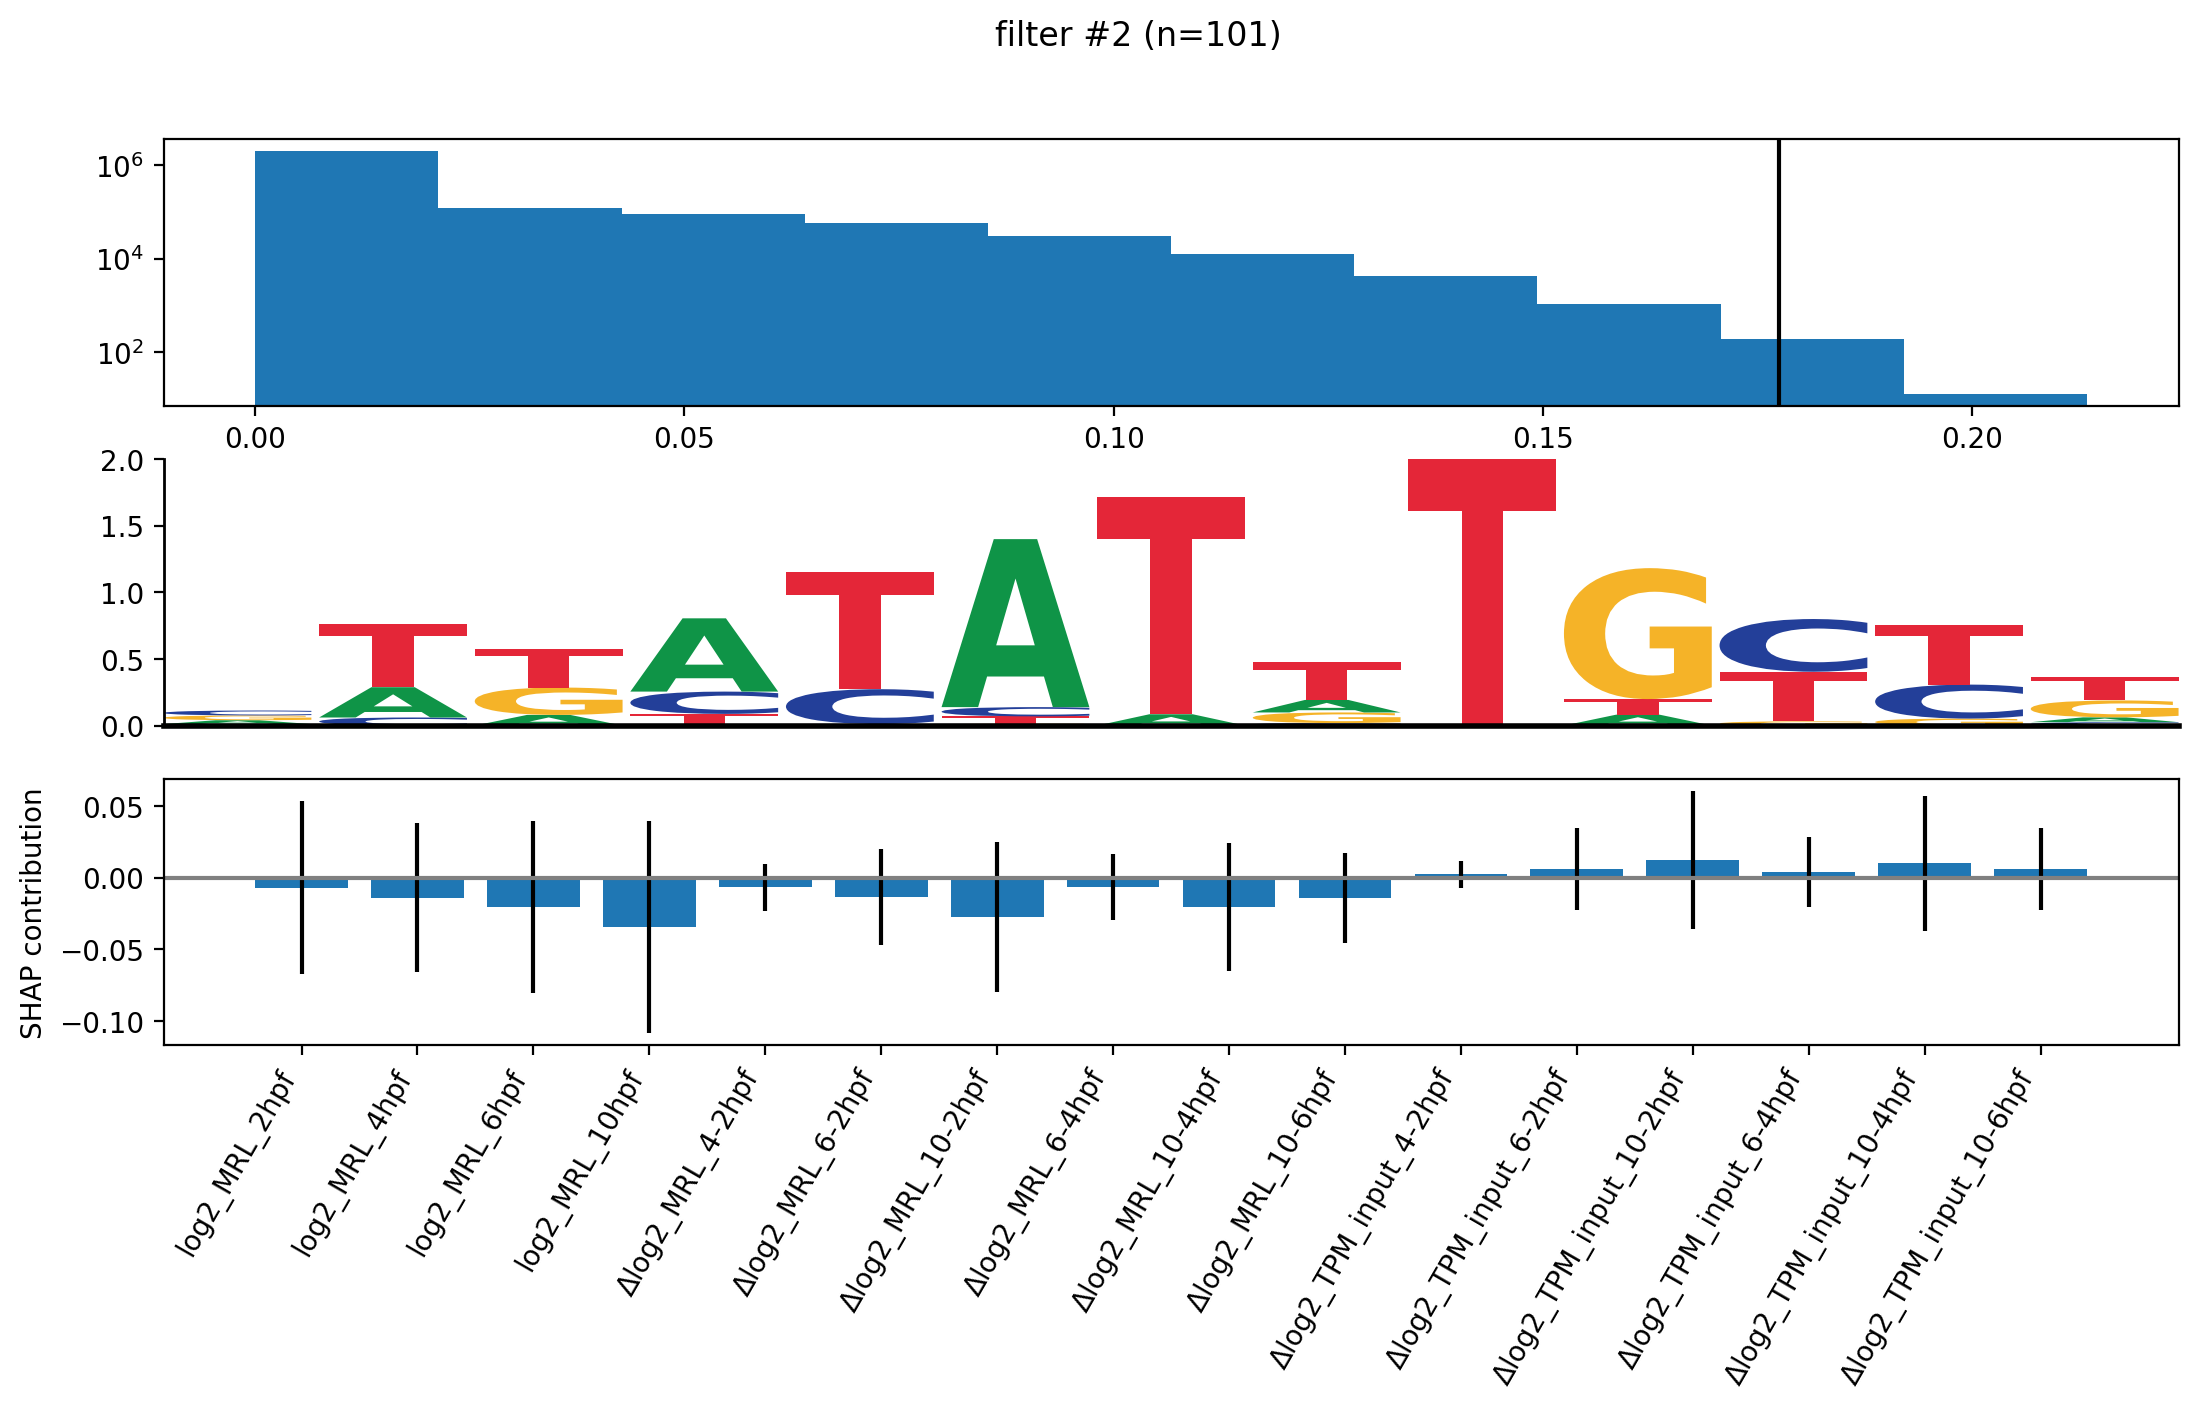 filter #2 (n=101)
10⁶
10⁴
10²
0.00 0.05 0.10 0.15 0.20
2.0
1.5
1.0
0.5
0.0
SHAP contribution
0.05
0.00
−0.05
−0.10
log2_MRL_2hpf
log2_MRL_4hpf
log2_MRL_6hpf
log2_MRL_10hpf
Δlog2_MRL_4-2hpf
Δlog2_MRL_6-2hpf
Δlog2_MRL_10-2hpf
Δlog2_MRL_6-4hpf
Δlog2_MRL_10-4hpf
Δlog2_MRL_10-6hpf
Δlog2_TPM_input_4-2hpf
Δlog2_TPM_input_6-2hpf
Δlog2_TPM_input_10-2hpf
Δlog2_TPM_input_6-4hpf
Δlog2_TPM_input_10-4hpf
Δlog2_TPM_input_10-6hpf